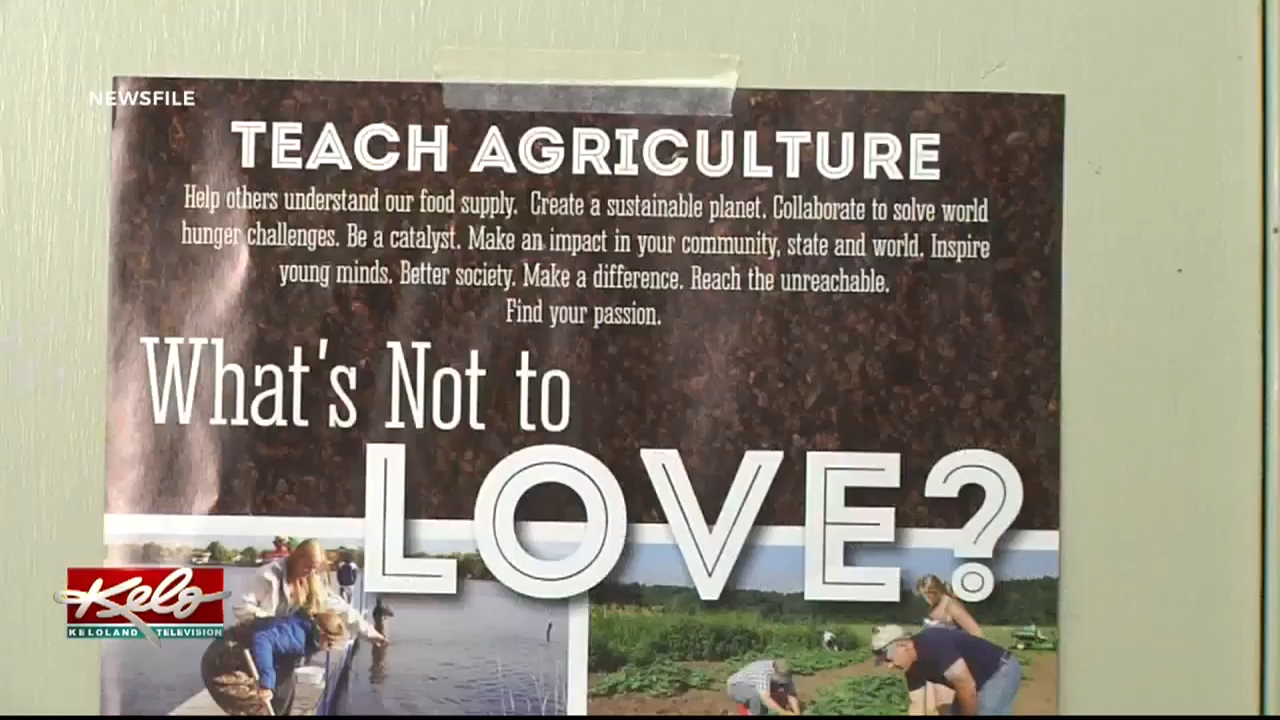 NEWSFILE
TEACH AGRICULTURE
Help others understand our food supply. Create a sustainable planet. Collaborate to solve world
hunger challenges. Be a catalyst. Make an impact in your community, state and world. Inspire
young minds. Better society. Make a difference. Reach the unreachable.
Find your passion.
What's Not to
LOVE?
Kelo
KELOLAND TELEVISION